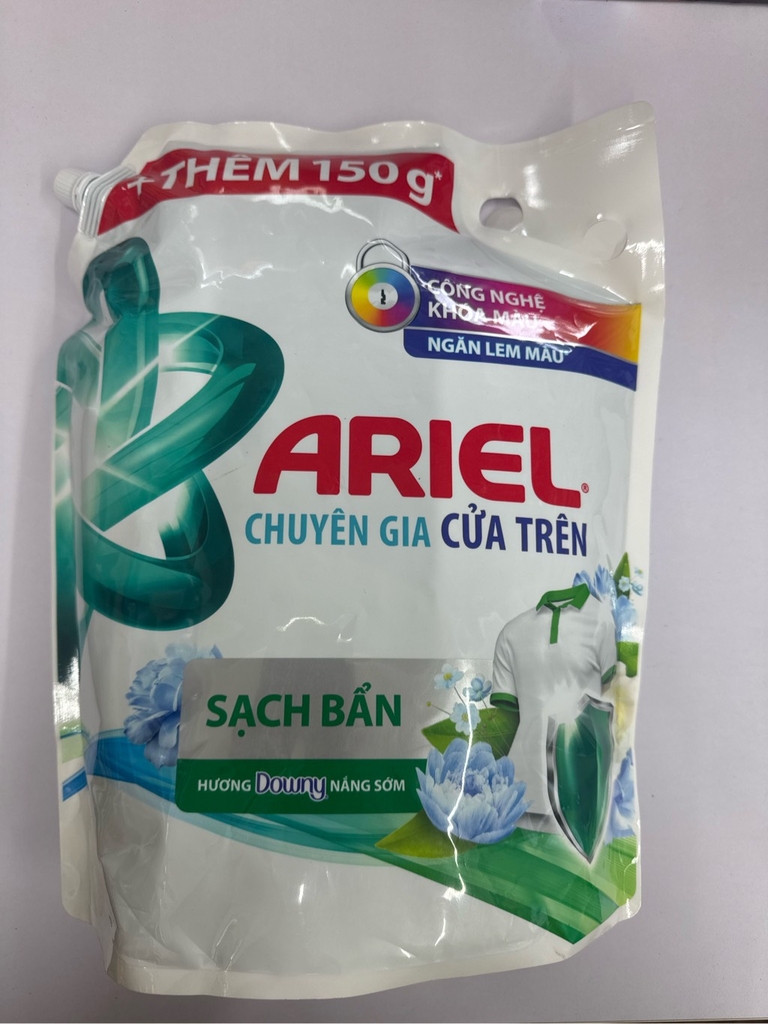 + THÊM 150 g*
CÔNG NGHỆ
KHÓA MÀU
NGĂN LEM MÀU
ARIEL®
CHUYÊN GIA CỬA TRÊN
SẠCH BẨN
HƯƠNG Downy NẮNG SỚM